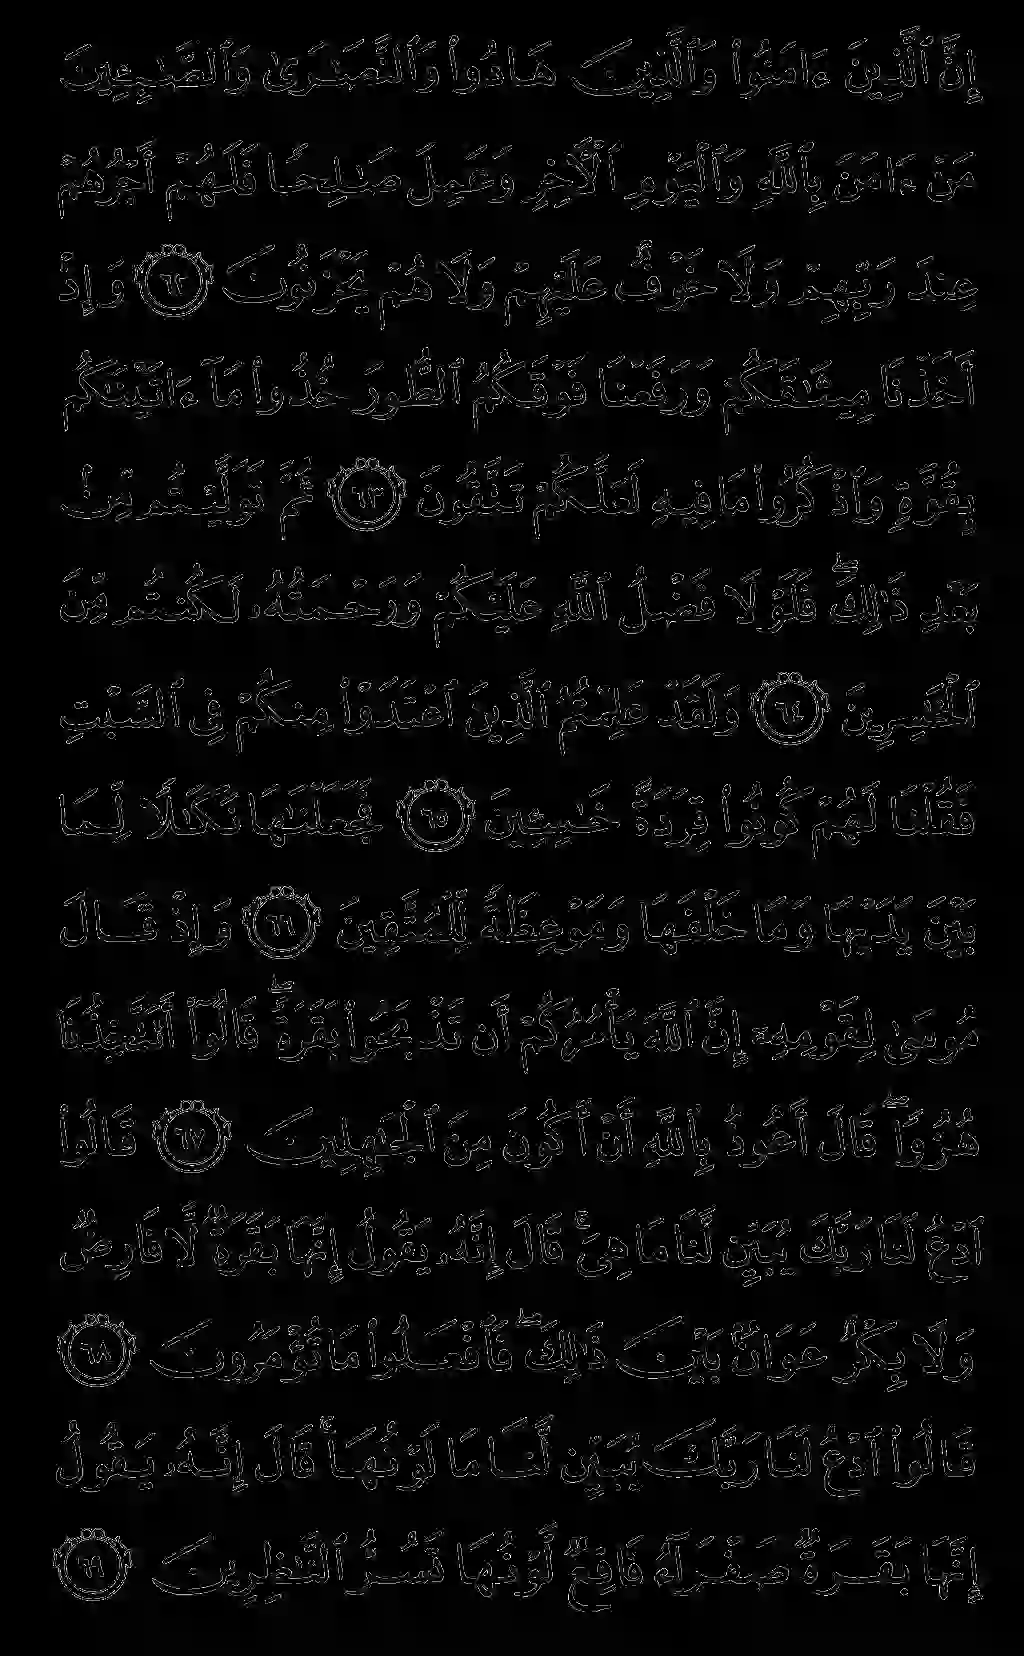 إِنَّ ٱلَّذِينَ ءَامَنُوا۟ وَٱلَّذِينَ هَادُوا۟ وَٱلنَّصَـٰرَىٰ وَٱلصَّـٰبِـِٔينَ
مَنْ ءَامَنَ بِٱللَّهِ وَٱلْيَوْمِ ٱلْـَٔاخِرِ وَعَمِلَ صَـٰلِحًا فَلَهُمْ أَجْرُهُمْ
عِندَ رَبِّهِمْ وَلَا خَوْفٌ عَلَيْهِمْ وَلَا هُمْ يَحْزَنُونَ ٦٢ وَإِذْ
أَخَذْنَا مِيثَـٰقَكُمْ وَرَفَعْنَا فَوْقَكُمُ ٱلطُّورَ خُذُوا۟ مَآ ءَاتَيْنَـٰكُم
بِقُوَّةٍ وَٱذْكُرُوا۟ مَا فِيهِ لَعَلَّكُمْ تَتَّقُونَ ٦٣ ثُمَّ تَوَلَّيْتُم مِّنۢ
بَعْدِ ذَٰلِكَ ۖ فَلَوْلَا فَضْلُ ٱللَّهِ عَلَيْكُمْ وَرَحْمَتُهُۥ لَكُنتُم مِّنَ
ٱلْخَـٰسِرِينَ ٦٤ وَلَقَدْ عَلِمْتُمُ ٱلَّذِينَ ٱعْتَدَوْا۟ مِنكُمْ فِى ٱلسَّبْتِ
فَقُلْنَا لَهُمْ كُونُوا۟ قِرَدَةً خَـٰسِـِٔينَ ٦٥ فَجَعَلْنَـٰهَا نَكَـٰلًا لِّمَا
بَيْنَ يَدَيْهَا وَمَا خَلْفَهَا وَمَوْعِظَةً لِّلْمُتَّقِينَ ٦٦ وَإِذْ قَالَ
مُوسَىٰ لِقَوْمِهِۦٓ إِنَّ ٱللَّهَ يَأْمُرُكُمْ أَن تَذْبَحُوا۟ بَقَرَةً ۖ قَالُوٓا۟ أَتَتَّخِذُنَا
هُزُوًا ۖ قَالَ أَعُوذُ بِٱللَّهِ أَنْ أَكُونَ مِنَ ٱلْجَـٰهِلِينَ ٦٧ قَالُوا۟
ٱدْعُ لَنَا رَبَّكَ يُبَيِّن لَّنَا مَا هِىَ ۚ قَالَ إِنَّهُۥ يَقُولُ إِنَّهَا بَقَرَةٌ لَّا فَارِضٌ
وَلَا بِكْرٌ عَوَانٌۢ بَيْنَ ذَٰلِكَ ۖ فَٱفْعَلُوا۟ مَا تُؤْمَرُونَ ٦٨
قَالُوا۟ ٱدْعُ لَنَا رَبَّكَ يُبَيِّن لَّنَا مَا لَوْنُهَا ۚ قَالَ إِنَّهُۥ يَقُولُ
إِنَّهَا بَقَرَةٌ صَفْرَآءُ فَاقِعٌ لَّوْنُهَا تَسُرُّ ٱلنَّـٰظِرِينَ ٦٩